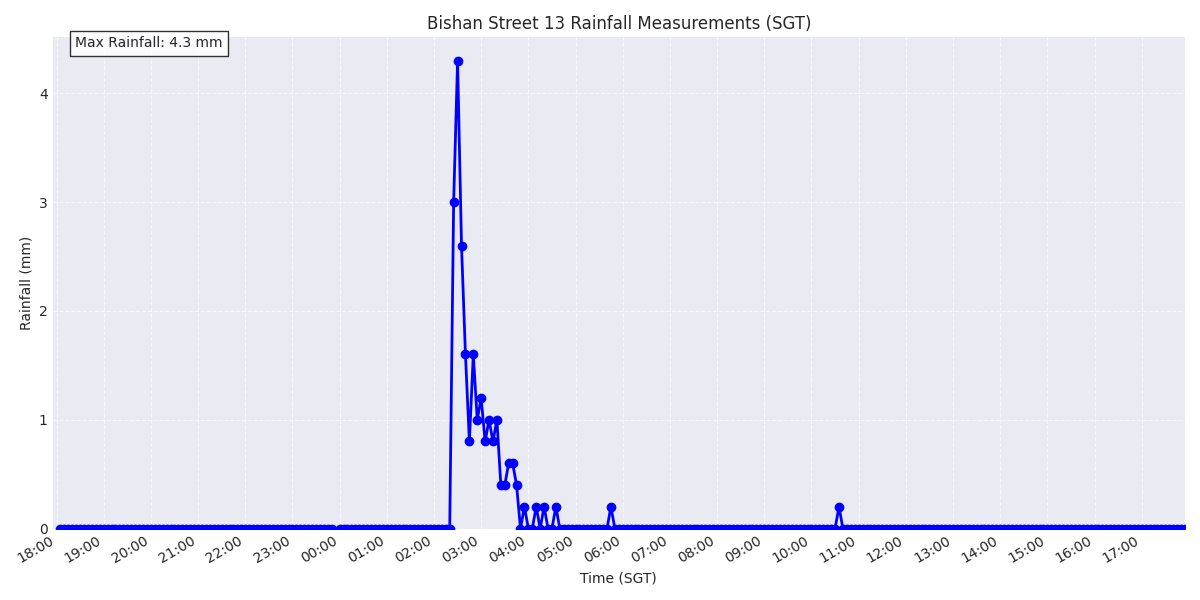 Bishan Street 13 Rainfall Measurements (SGT)
Max Rainfall: 4.3 mm
Rainfall (mm)
4
3
2
1
0
18:00 19:00 20:00 21:00 22:00 23:00 00:00 01:00 02:00 03:00 04:00 05:00 06:00 07:00 08:00 09:00 10:00 11:00 12:00 13:00 14:00 15:00 16:00 17:00
Time (SGT)